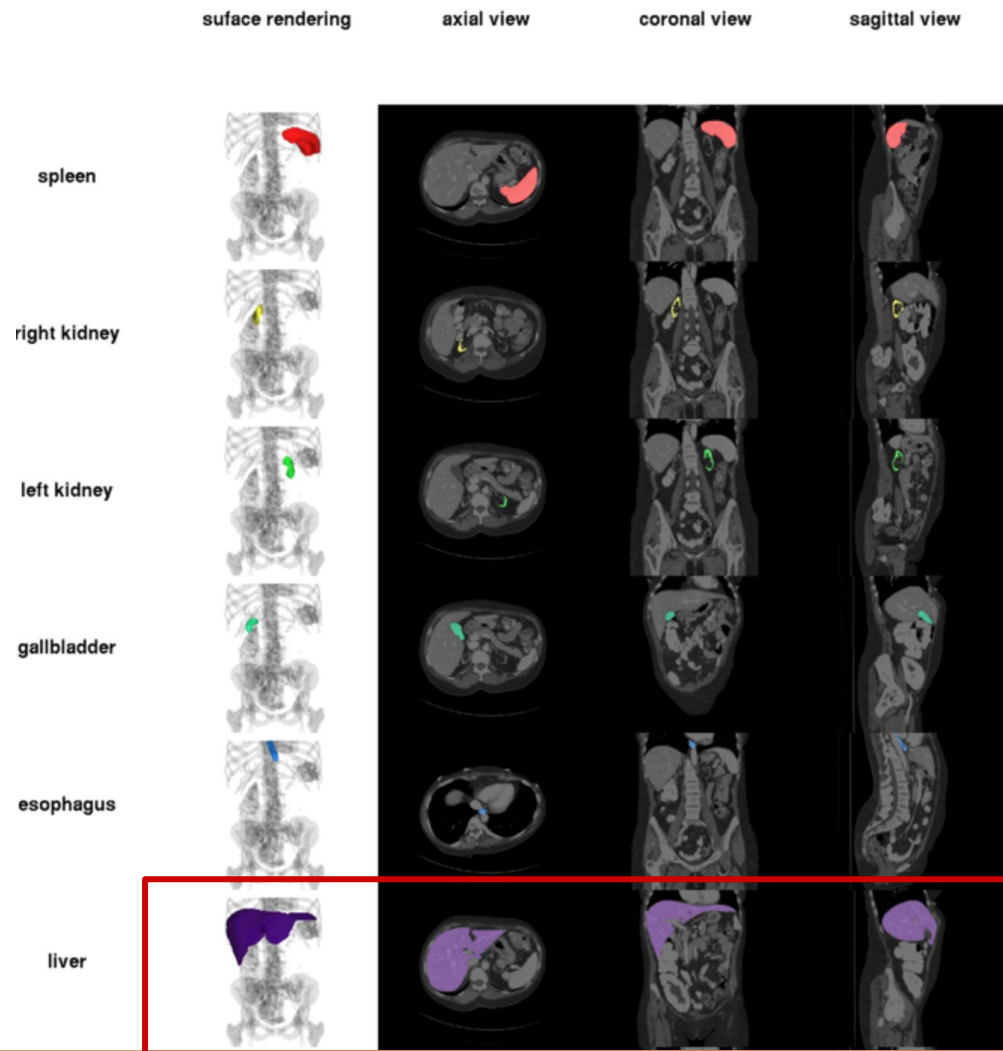 suface rendering axial view coronal view sagittal view
spleen
right kidney
left kidney
gallbladder
esophagus
liver